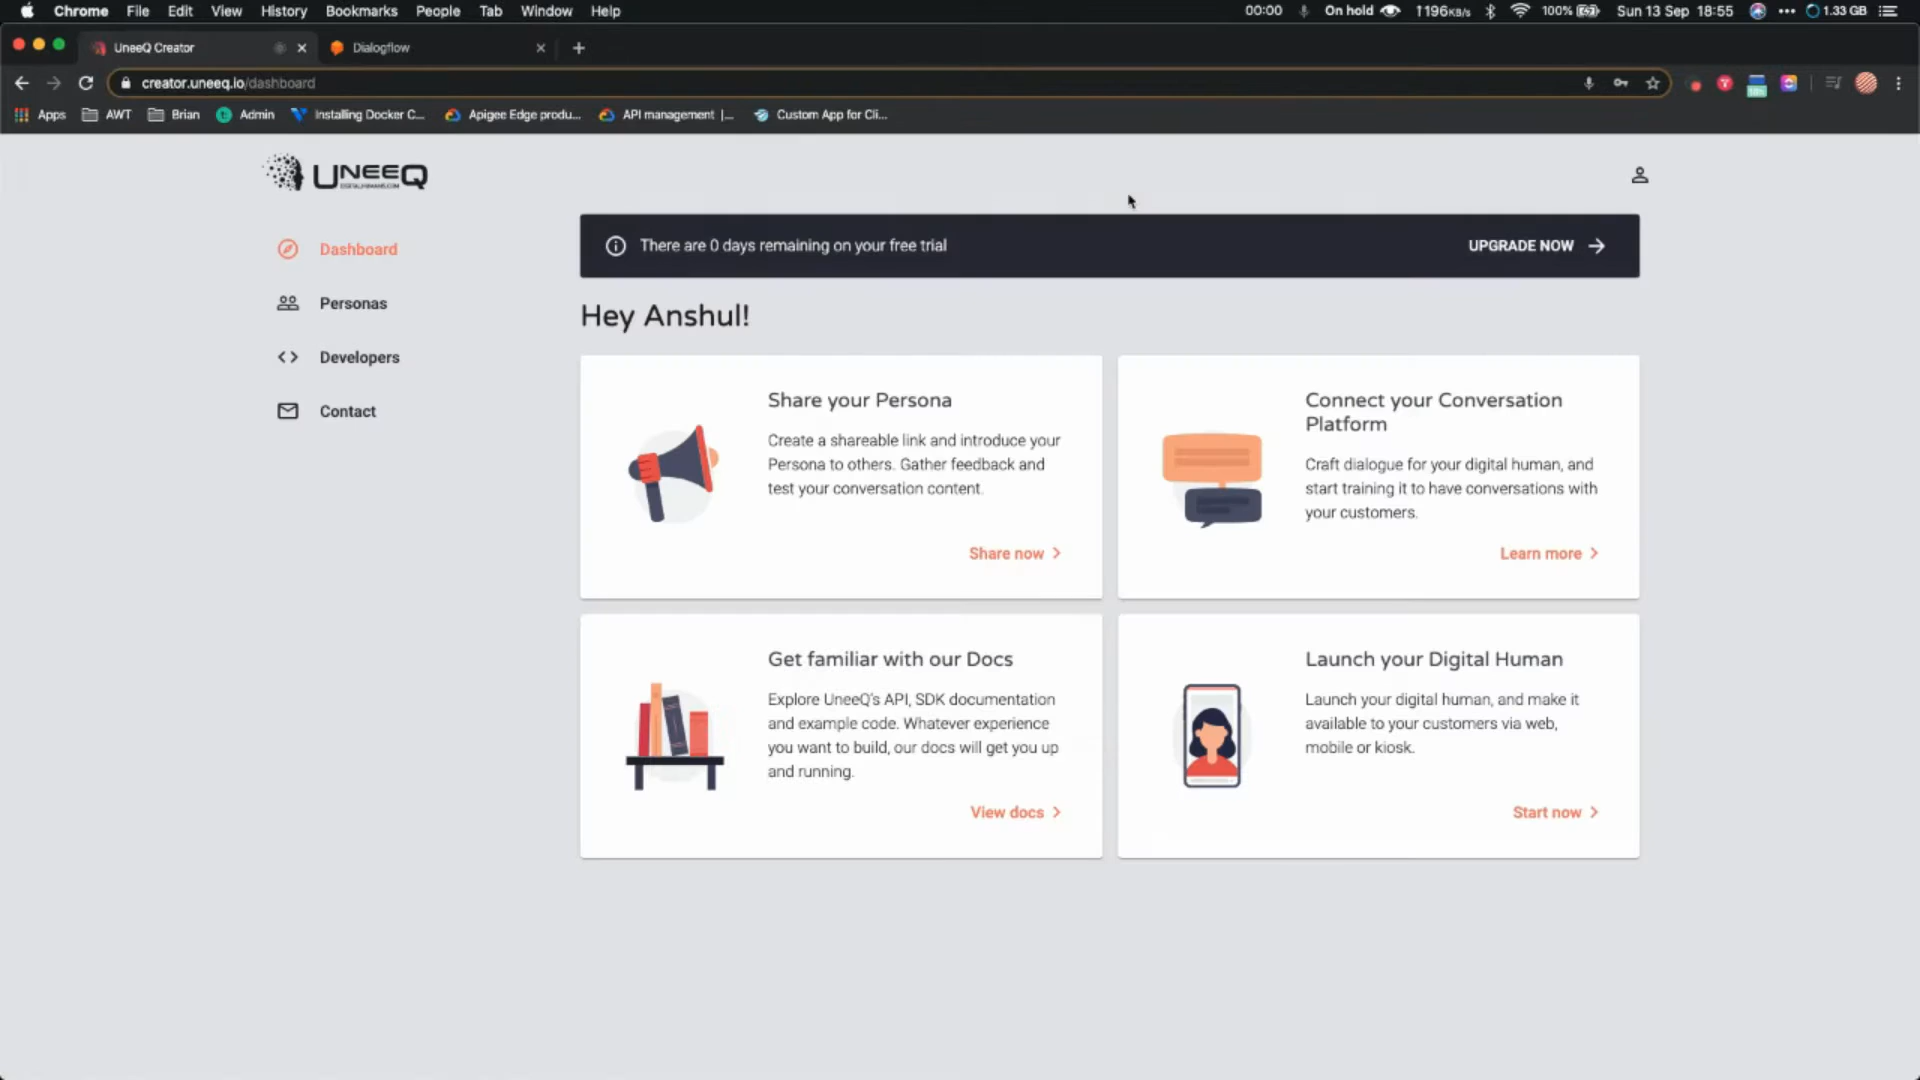 Chrome File Edit View History Bookmarks People Tab Window Help 00:00 On hold 100% Sun 13 Sep 18:55 1.33 GB
UneeQ Creator Dialogflow
creator.uneeq.io/dashboard
Apps AWT Brian Admin Installing Docker C... Apigee Edge produ... API management |... Custom App for Cli...
UNEEQ
There are 0 days remaining on your free trial UPGRADE NOW
Dashboard
Personas
Developers
Contact
Hey Anshul!
Share your Persona
Create a shareable link and introduce your
Persona to others. Gather feedback and
test your conversation content.
Share now
Connect your Conversation
Platform
Craft dialogue for your digital human, and
start training it to have conversations with
your customers.
Learn more
Get familiar with our Docs
Explore UneeQ's API, SDK documentation
and example code. Whatever experience
you want to build, our docs will get you up
and running.
View docs
Launch your Digital Human
Launch your digital human, and make it
available to your customers via web,
mobile or kiosk.
Start now